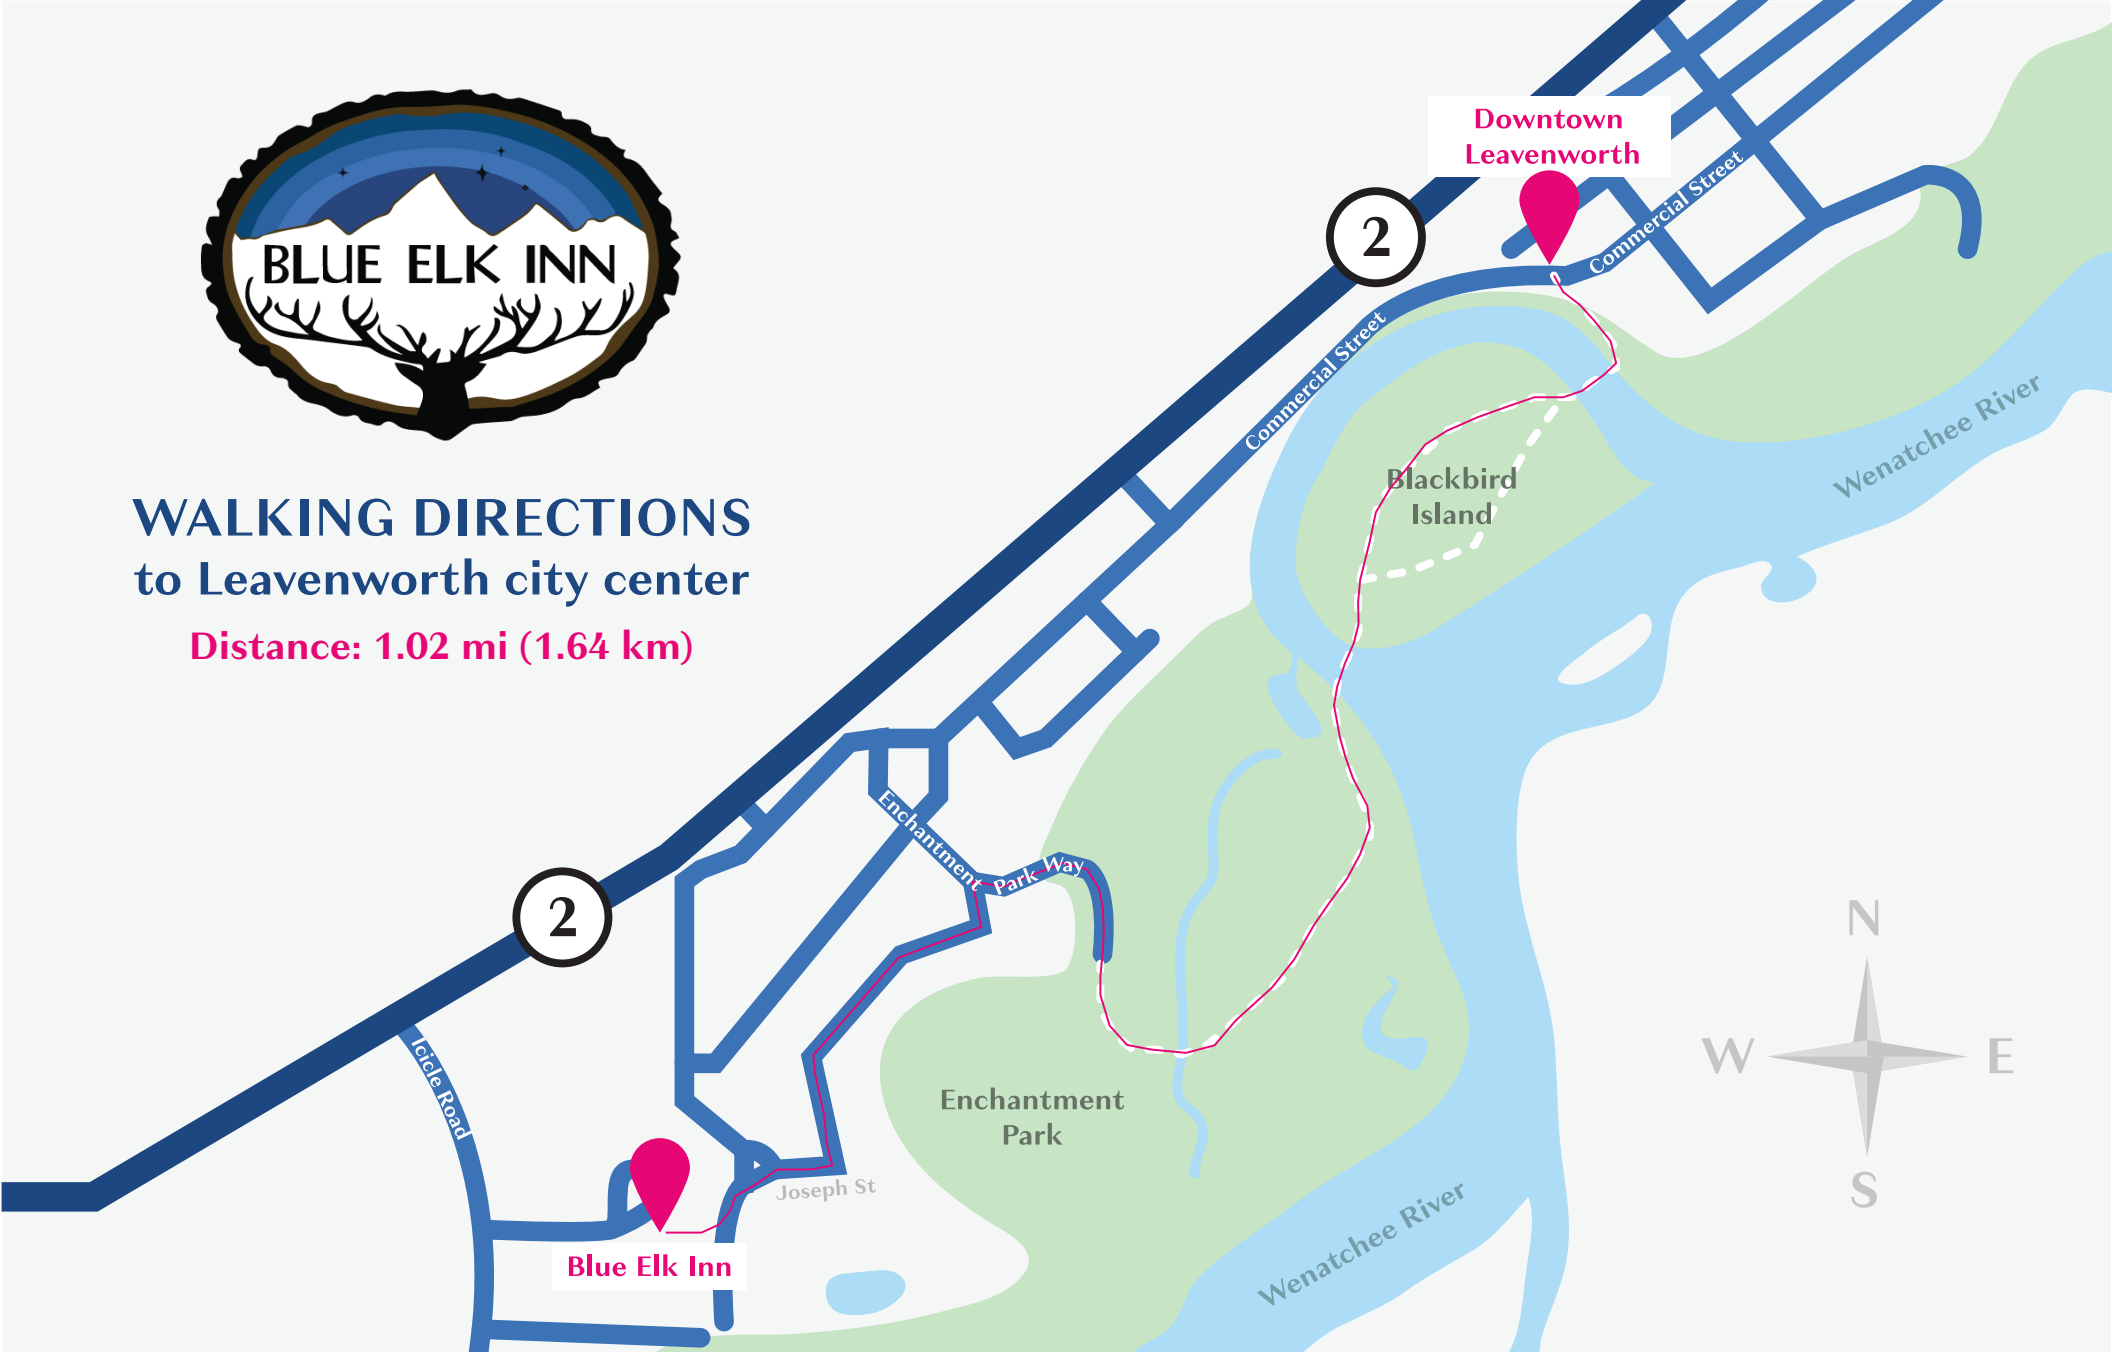 BLUE ELK INN
WALKING DIRECTIONS
to Leavenworth city center
Distance: 1.02 mi (1.64 km)
Downtown
Leavenworth
2
Commercial Street
Commercial Street
Wenatchee River
Blackbird
Island
Enchantment
Park Way
2
Icicle Road
Enchantment
Park
Joseph St
Blue Elk Inn
Wenatchee River
N
W
E
S